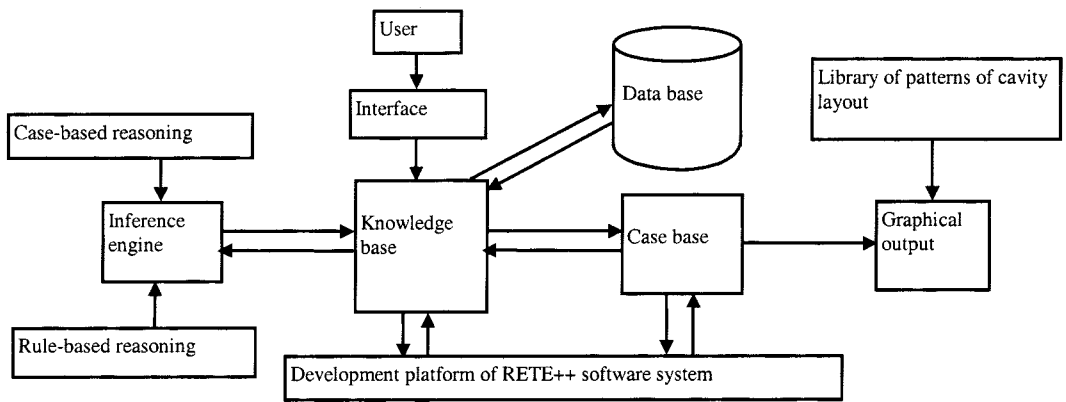 User
Interface
Data base
Library of patterns of cavity
layout
Case-based reasoning
Inference
engine
Knowledge
base
Case base
Graphical
output
Rule-based reasoning
Development platform of RETE++ software system